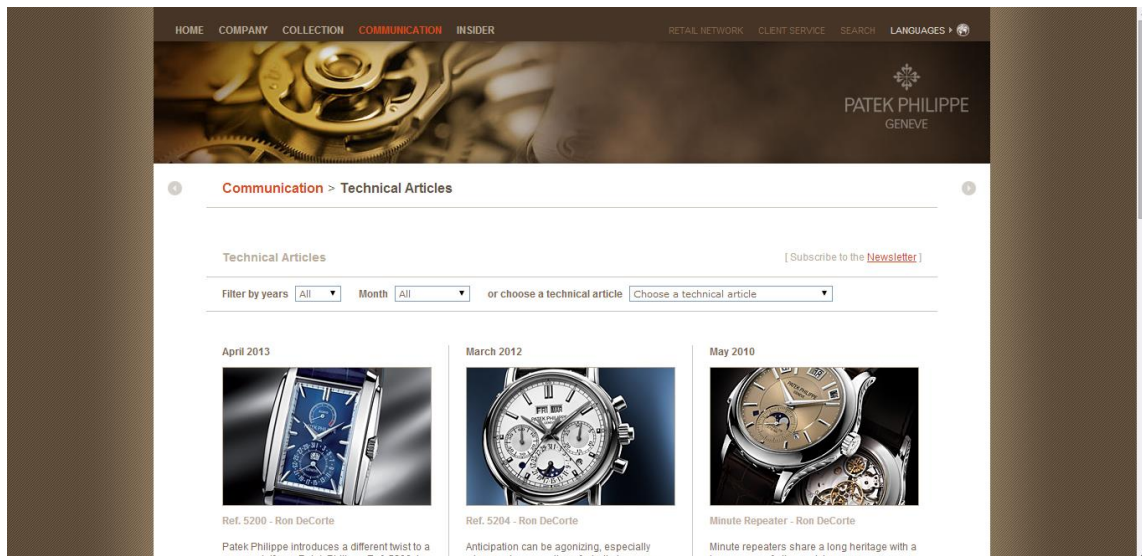 HOME COMPANY COLLECTION COMMUNICATION INSIDER RETAIL NETWORK CLIENT SERVICE SEARCH LANGUAGES
PATEK PHILIPPE
GENEVE
Communication > Technical Articles
Technical Articles [ Subscribe to the Newsletter ]
Filter by years All Month All or choose a technical article Choose a technical article
April 2013 March 2012 May 2010
Ref. 5200 - Ron DeCorte Ref. 5204 - Ron DeCorte Minute Repeater - Ron DeCorte
Patek Philippe introduces a different twist to a Anticipation can be agonizing, especially Minute repeaters share a long heritage with a